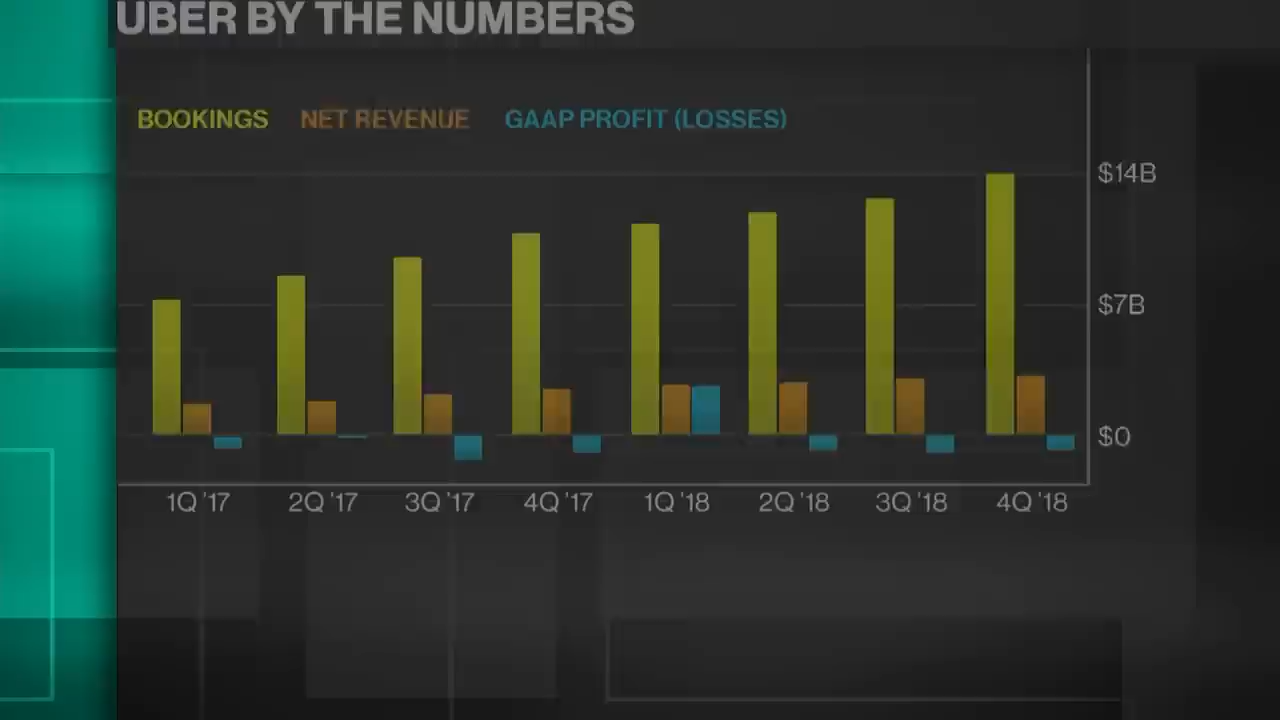 UBER BY THE NUMBERS
BOOKINGS NET REVENUE GAAP PROFIT (LOSSES)
$14B
$7B
$0
1Q '17 2Q '17 3Q '17 4Q '17 1Q '18 2Q '18 3Q '18 4Q '18